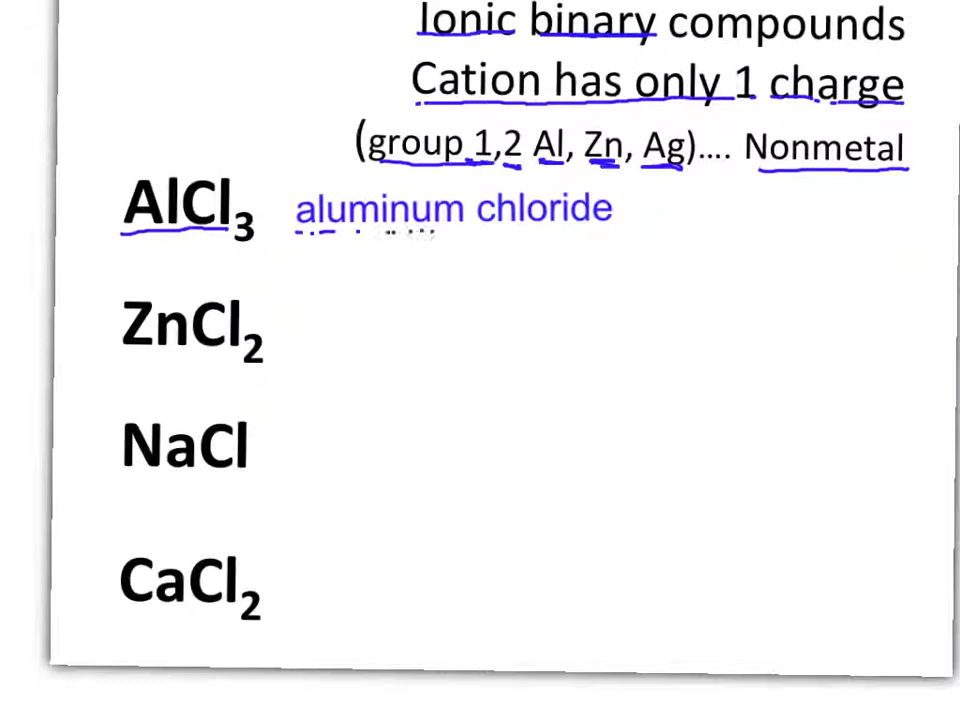 Ionic binary compounds
Cation has only 1 charge
(group 1,2 Al, Zn, Ag).... Nonmetal
AlCl₃ aluminum chloride
ZnCl₂
NaCl
CaCl₂